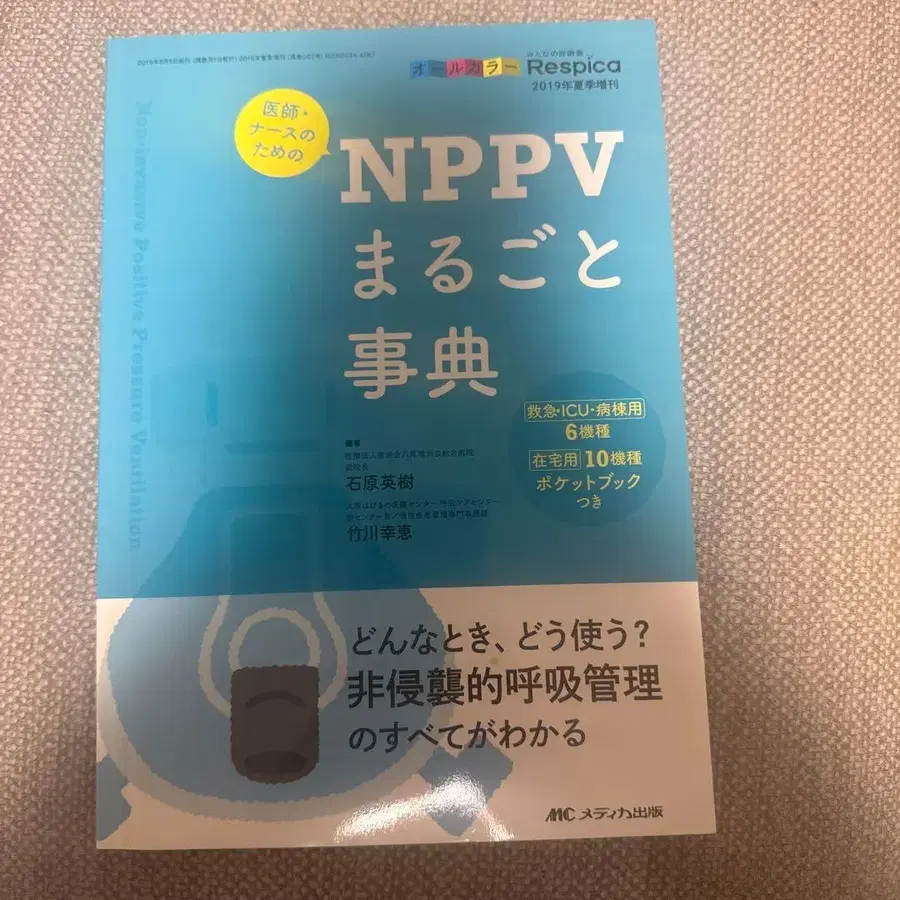 オールカラー
みんなの呼吸器
Respica
2019年夏季増刊
医師・
ナースの
ための
NPPV
まるごと
事典
Non-invasive Positive Pressure Ventilation
救急・ICU・病棟用
6機種
在宅用 10機種
ポケットブック
つき
編著
副院長
石原英樹
竹川幸恵
どんなとき、どう使う?
非侵襲的呼吸管理
のすべてがわかる
MC メディカ出版